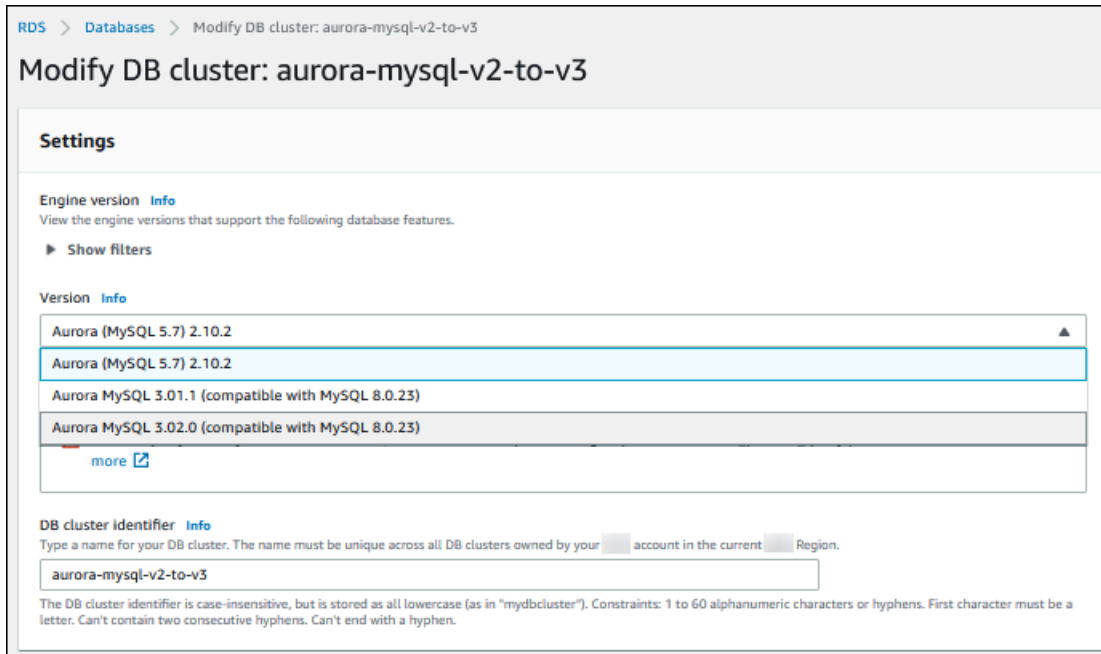 RDS > Databases > Modify DB cluster: aurora-mysql-v2-to-v3
Modify DB cluster: aurora-mysql-v2-to-v3
Settings
Engine version Info
View the engine versions that support the following database features.
Show filters
Version Info
Aurora (MySQL 5.7) 2.10.2
Aurora (MySQL 5.7) 2.10.2
Aurora MySQL 3.01.1 (compatible with MySQL 8.0.23)
Aurora MySQL 3.02.0 (compatible with MySQL 8.0.23)
more
DB cluster identifier Info
Type a name for your DB cluster. The name must be unique across all DB clusters owned by your account in the current Region.
aurora-mysql-v2-to-v3
The DB cluster identifier is case-insensitive, but is stored as all lowercase (as in "mydbcluster"). Constraints: 1 to 60 alphanumeric characters or hyphens. First character must be a
letter. Can't contain two consecutive hyphens. Can't end with a hyphen.